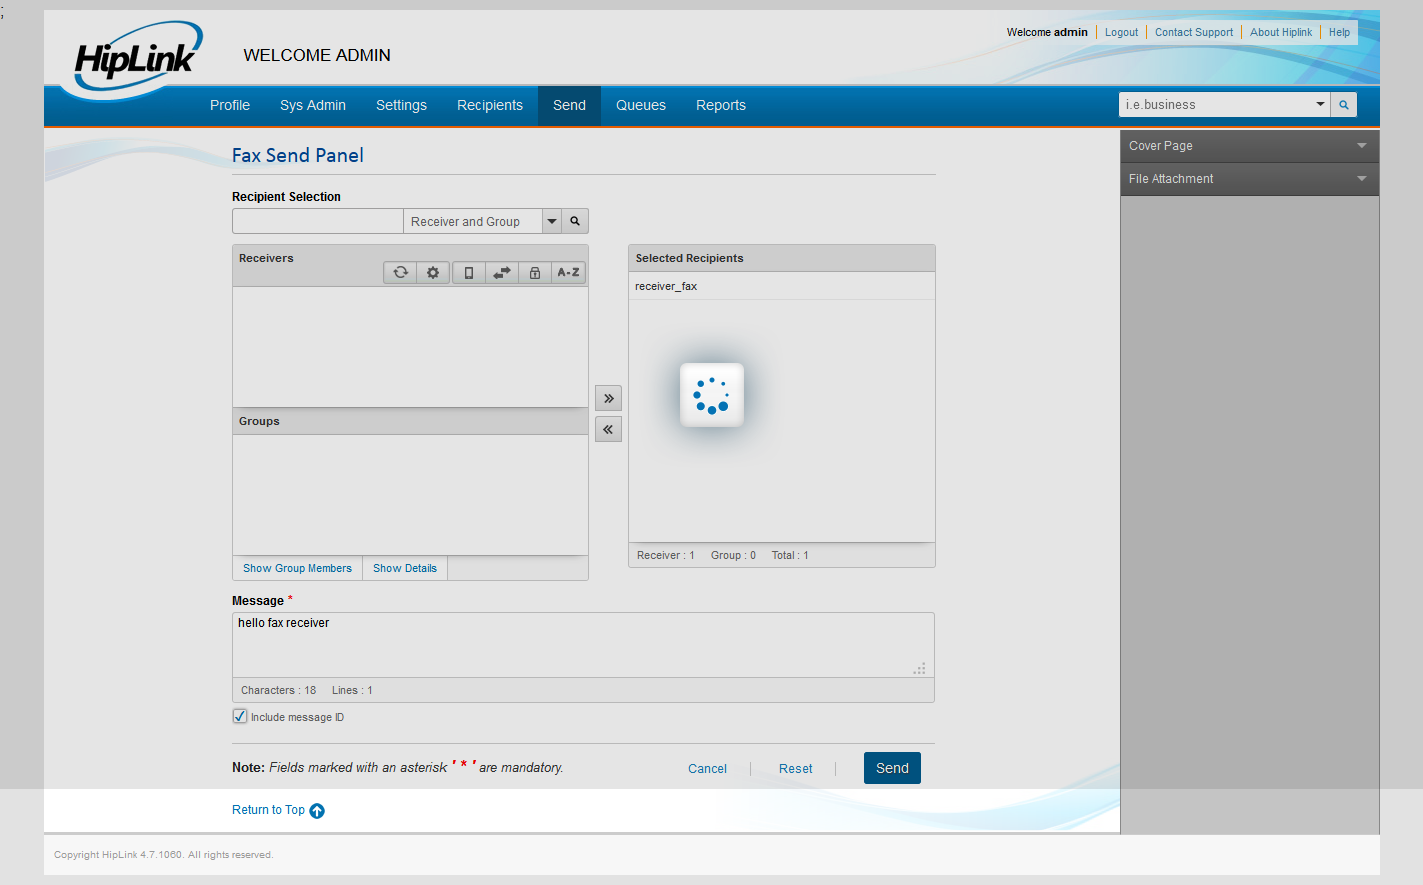 ;
HipLink
WELCOME ADMIN
Welcome admin Logout Contact Support About Hiplink Help
Profile Sys Admin Settings Recipients Send Queues Reports
i.e.business
Fax Send Panel
Cover Page
File Attachment
Recipient Selection
Receiver and Group
Receivers
A-Z
Selected Recipients
receiver_fax
Groups
Receiver : 1 Group : 0 Total : 1
Show Group Members Show Details
Message *
hello fax receiver
Characters : 18 Lines : 1
Include message ID
Note: Fields marked with an asterisk ' * ' are mandatory.
Cancel Reset Send
Return to Top
Copyright HipLink 4.7.1060. All rights reserved.